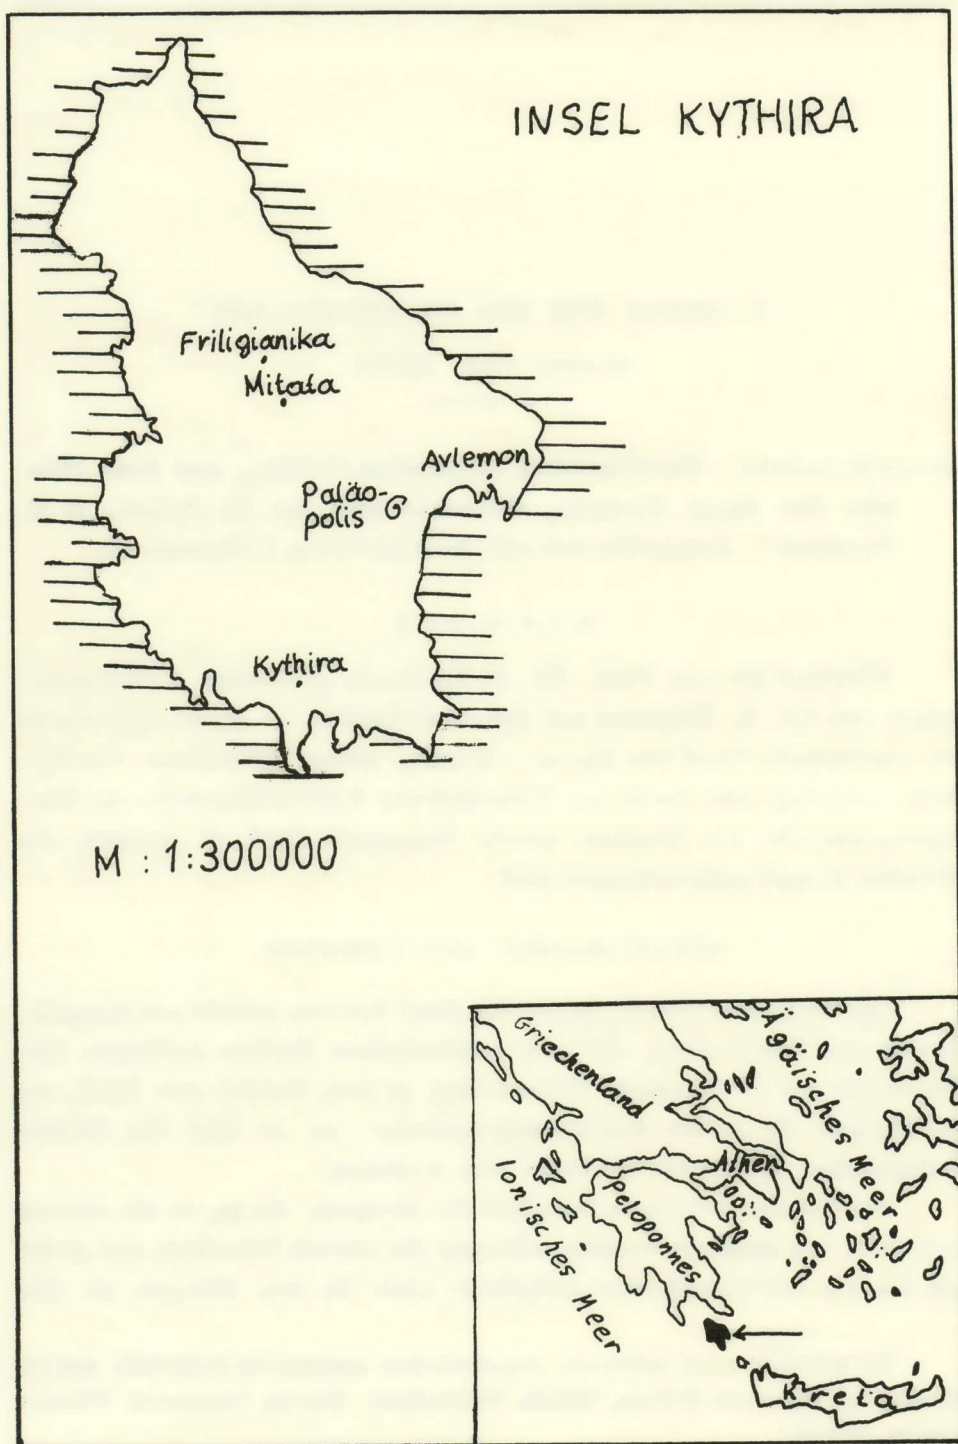 INSEL KYTHIRA
Friligianika
Mitata
Avlemon
Paläo-
polis
Kythira
M : 1:300000
Griechenland
Ägäisches Meer
Athen
Peloponnes
Ionisches Meer
Kreta